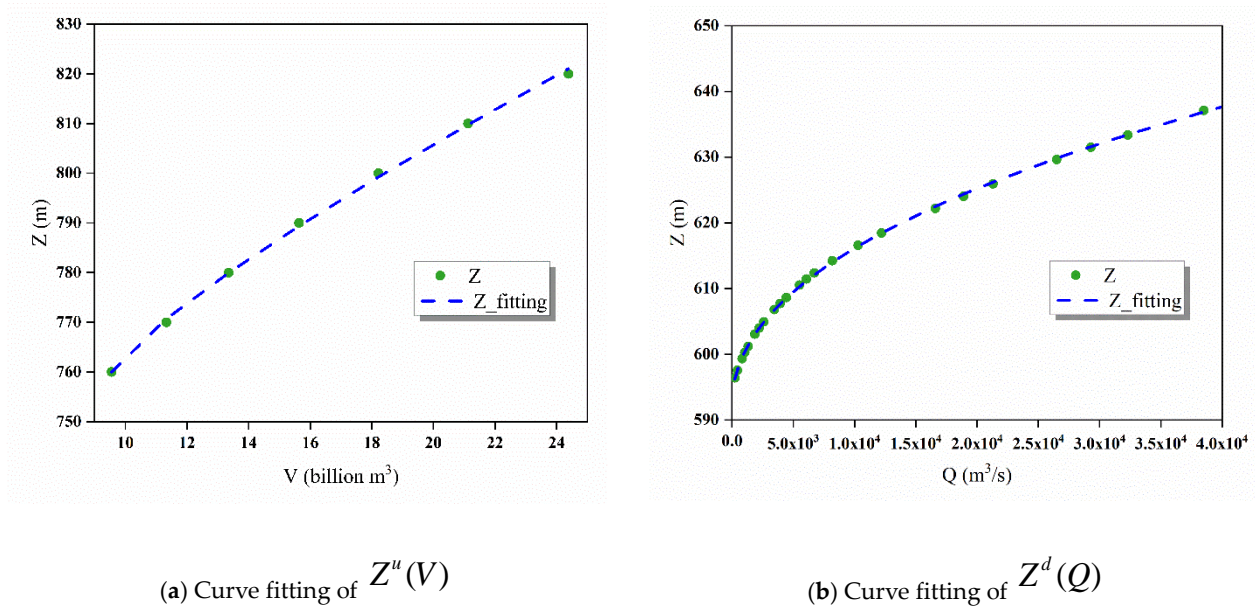 830
820
810
800
790
780
770
760
750
Z (m)
Z
Z_fitting
10 12 14 16 18 20 22 24
V (billion m³)
(a) Curve fitting of Zᵘ(V)
650
640
630
620
610
600
590
Z (m)
Z
Z_fitting
0.0 5.0x10³ 1.0x10⁴ 1.5x10⁴ 2.0x10⁴ 2.5x10⁴ 3.0x10⁴ 3.5x10⁴ 4.0x10⁴
Q (m³/s)
(b) Curve fitting of Zᵈ(Q)